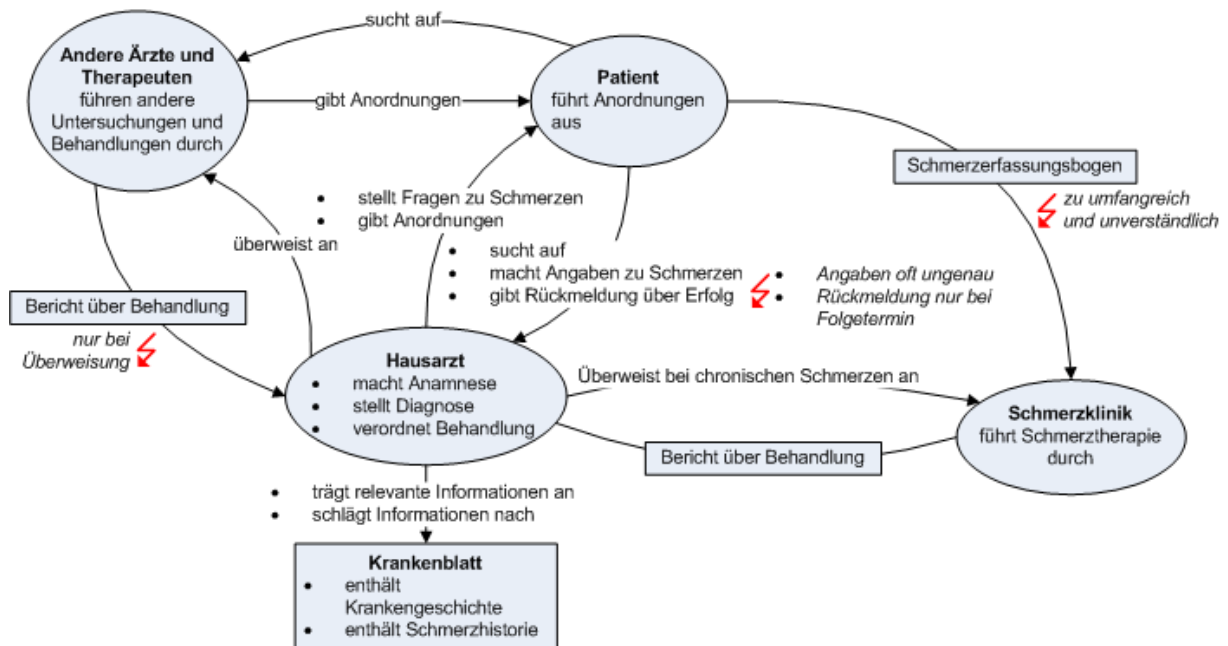 sucht auf
Andere Ärzte und
Therapeuten
führen andere
Untersuchungen und
Behandlungen durch
gibt Anordnungen
Patient
führt Anordnungen
aus
Schmerzerfassungsbogen
zu umfangreich
und unverständlich
• stellt Fragen zu Schmerzen
• gibt Anordnungen
überweist an
• sucht auf
• macht Angaben zu Schmerzen
• gibt Rückmeldung über Erfolg
• Angaben oft ungenau
• Rückmeldung nur bei
Folgetermin
Bericht über Behandlung
nur bei
Überweisung
Hausarzt
• macht Anamnese
• stellt Diagnose
• verordnet Behandlung
Überweist bei chronischen Schmerzen an
Schmerzklinik
führt Schmerztherapie
durch
Bericht über Behandlung
• trägt relevante Informationen an
• schlägt Informationen nach
Krankenblatt
• enthält
Krankengeschichte
• enthält Schmerzhistorie